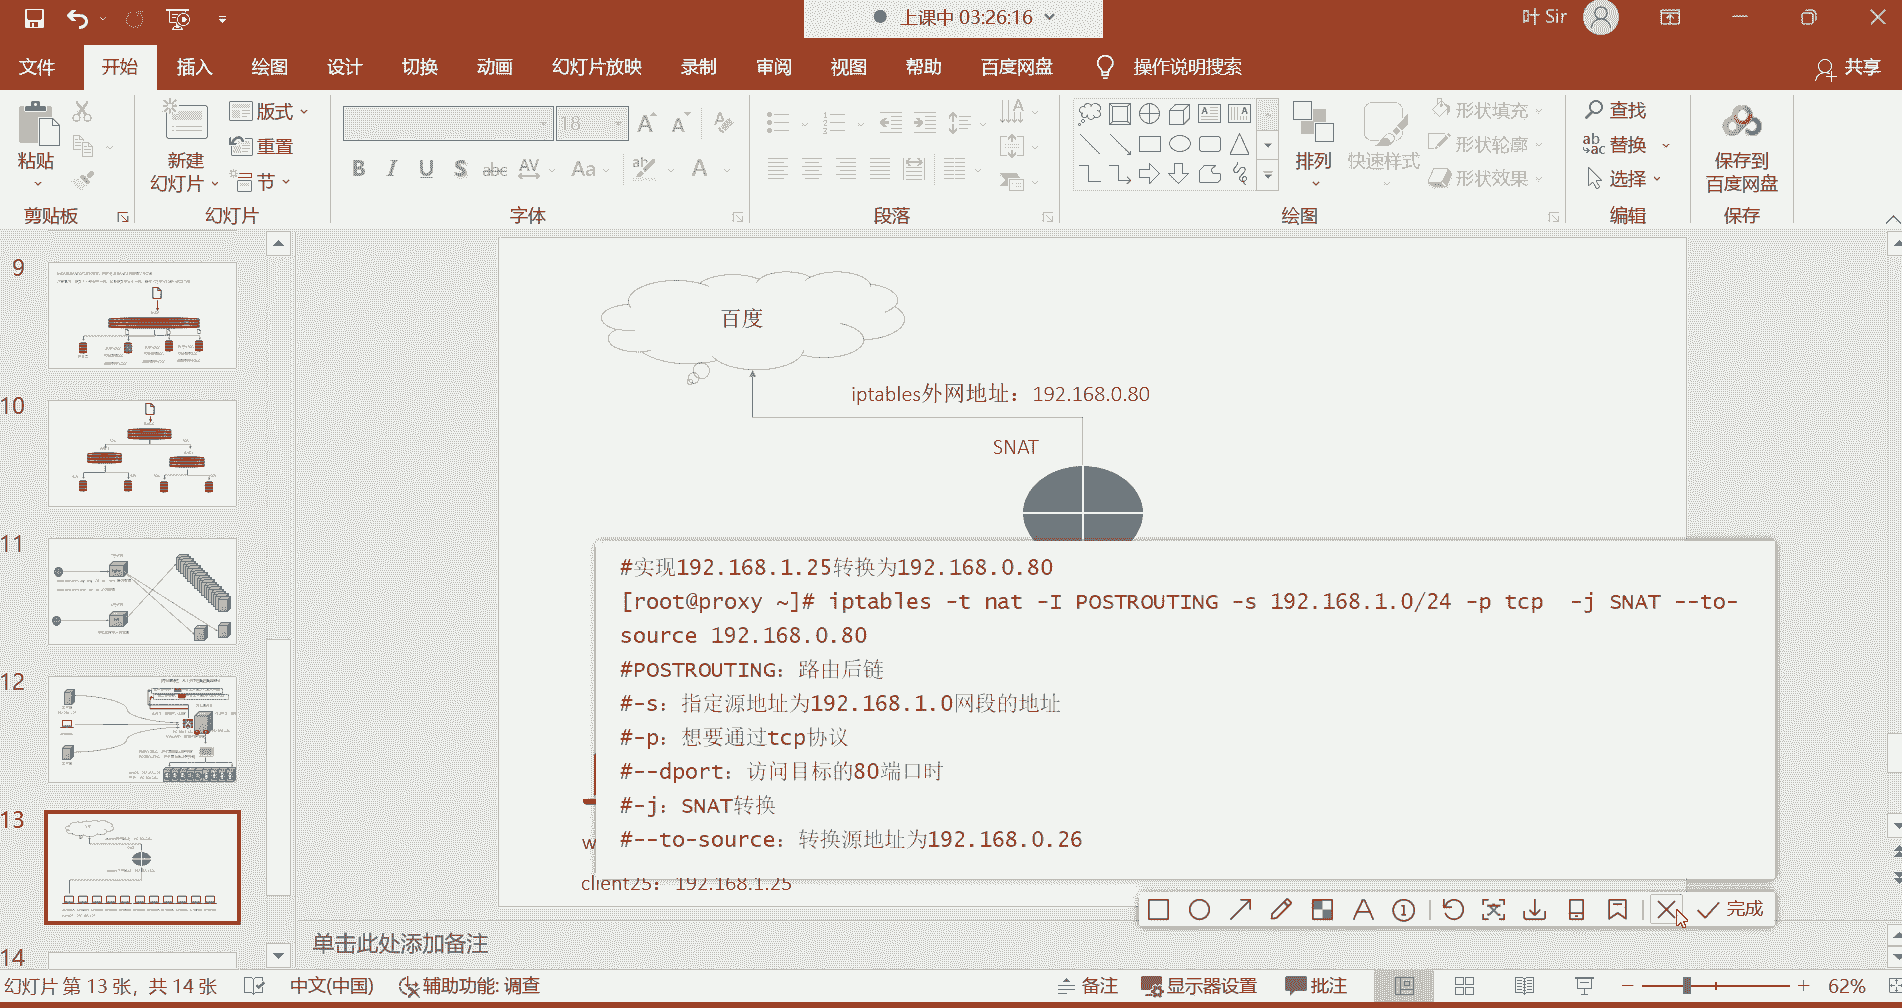 上课中 03:26:16
叶 Sir
文件 开始 插入 绘图 设计 切换 动画 幻灯片放映 录制 审阅 视图 帮助 百度网盘 操作说明搜索 共享
粘贴
剪贴板
新建
幻灯片
版式
重置
节
幻灯片
18
B I U S abc AV Aa A
字体
段落
排列
快速样式
形状填充
形状轮廓
形状效果
绘图
查找
替换
选择
编辑
保存到
百度网盘
保存
9
10
11
12
13
14
百度
iptables外网地址：192.168.0.80
SNAT
#实现192.168.1.25转换为192.168.0.80
[root@proxy ~]# iptables -t nat -I POSTROUTING -s 192.168.1.0/24 -p tcp  -j SNAT --to-
source 192.168.0.80
#POSTROUTING：路由后链
#-s：指定源地址为192.168.1.0网段的地址
#-p：想要通过tcp协议
#--dport：访问目标的80端口时
#-j：SNAT转换
#--to-source：转换源地址为192.168.0.26
w
client25：192.168.1.25
完成
单击此处添加备注
幻灯片 第 13 张，共 14 张 中文(中国) 辅助功能: 调查 备注 显示器设置 批注 62%